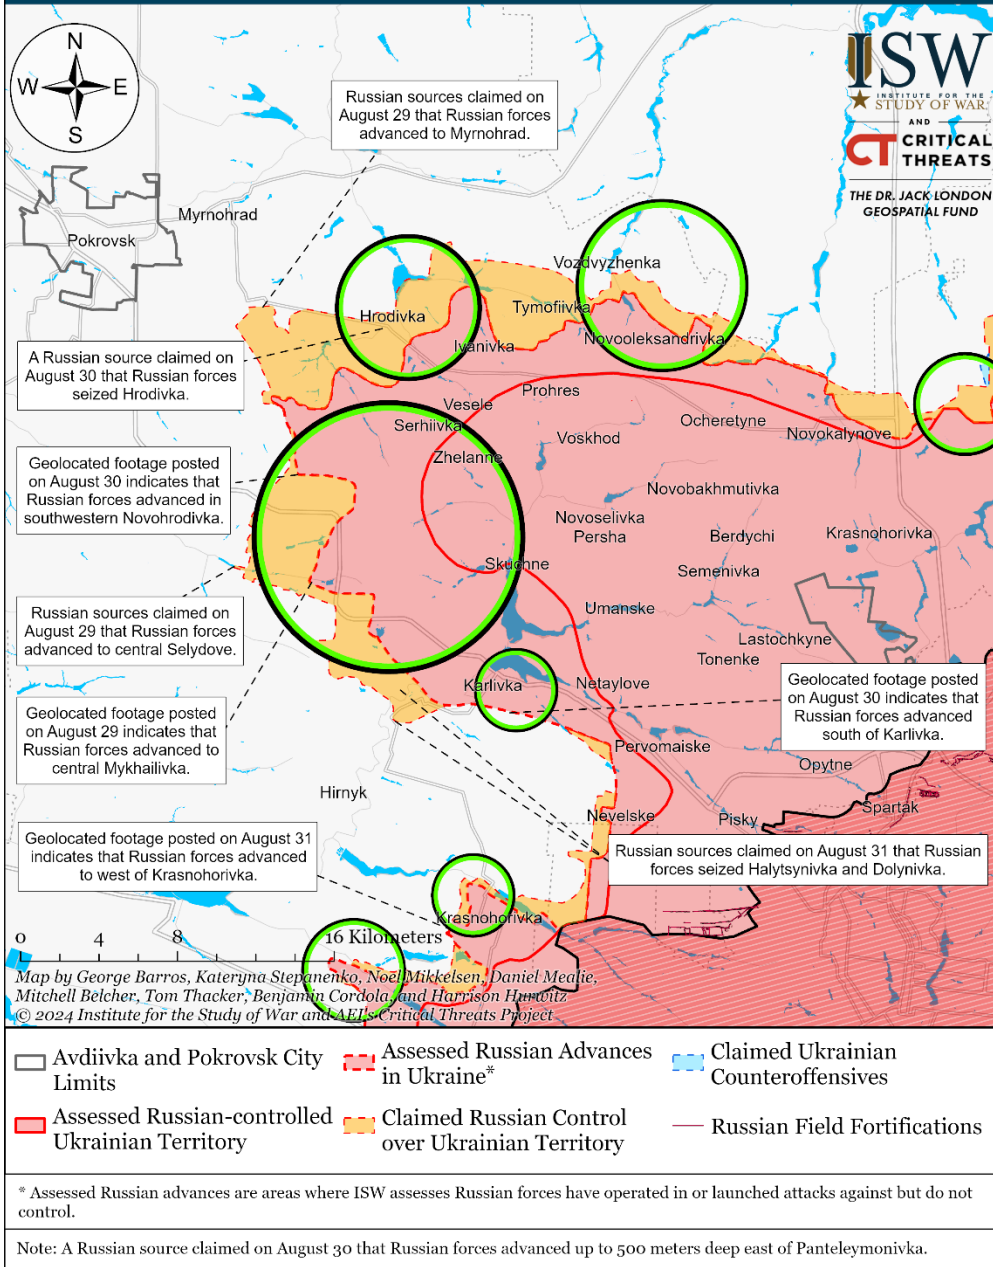 N
W
E
S
ISW
INSTITUTE FOR THE
STUDY OF WAR
AND
CT CRITICAL
THREATS
THE DR. JACK LONDON
GEOSPATIAL FUND
Russian sources claimed on
August 29 that Russian forces
advanced to Myrnohrad.
Myrnohrad
Pokrovsk
Vozdvyzhenka
Tymofiivka
Hrodivka
Novooleksandrivka
Ivanivka
A Russian source claimed on
August 30 that Russian forces
seized Hrodivka.
Prohres
Vesele
Serhiivka
Ocheretyne
Novokalynove
Voskhod
Zhelanne
Geolocated footage posted
on August 30 indicates that
Russian forces advanced in
southwestern Novohrodivka.
Novobakhmutivka
Novoselivka
Persha
Berdychi
Krasnohorivka
Skuchne
Semenivka
Umanske
Russian sources claimed on
August 29 that Russian forces
advanced to central Selydove.
Lastochkyne
Tonenke
Karlivka
Netaylove
Geolocated footage posted
on August 30 indicates that
Russian forces advanced
south of Karlivka.
Geolocated footage posted
on August 29 indicates that
Russian forces advanced to
central Mykhailivka.
Pervomaiske
Opytne
Hirnyk
Spartak
Nevelske
Pisky
Geolocated footage posted on August 31
indicates that Russian forces advanced
to west of Krasnohorivka.
Russian sources claimed on August 31 that Russian
forces seized Halytsynivka and Dolynivka.
Krasnohorivka
0 4 8 16 Kilometers
Map by George Barros, Kateryna Stepanenko, Noel Mikkelsen, Daniel Mealie,
Mitchell Belcher, Tom Thacker, Benjamin Cordola, and Harrison Hurwitz
© 2024 Institute for the Study of War and AEI's Critical Threats Project
Avdiivka and Pokrovsk City
Limits
Assessed Russian Advances
in Ukraine*
Claimed Ukrainian
Counteroffensives
Assessed Russian-controlled
Ukrainian Territory
Claimed Russian Control
over Ukrainian Territory
Russian Field Fortifications
* Assessed Russian advances are areas where ISW assesses Russian forces have operated in or launched attacks against but do not
control.
Note: A Russian source claimed on August 30 that Russian forces advanced up to 500 meters deep east of Panteleymonivka.